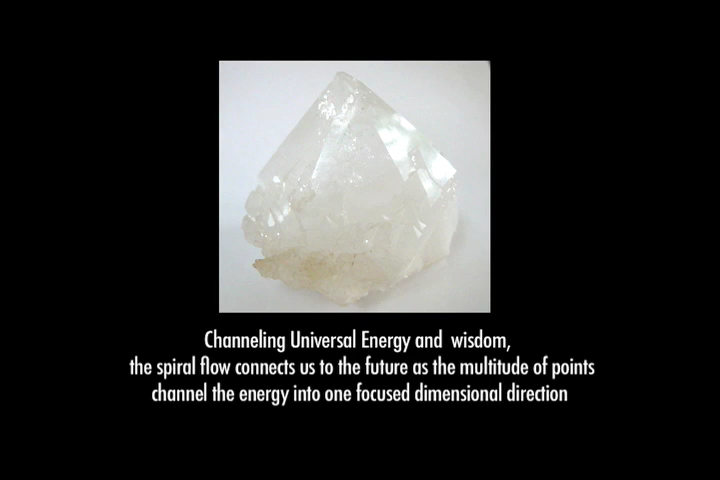 Channeling Universal Energy and wisdom,
the spiral flow connects us to the future as the multitude of points
channel the energy into one focused dimensional direction